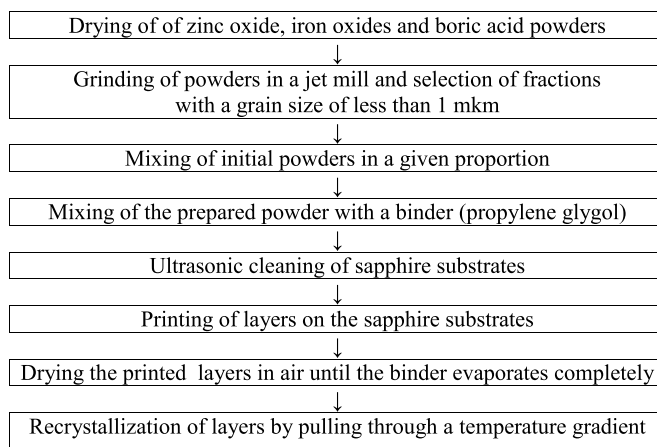 Drying of of zinc oxide, iron oxides and boric acid powders
↓
Grinding of powders in a jet mill and selection of fractions
with a grain size of less than 1 mkm
↓
Mixing of initial powders in a given proportion
↓
Mixing of the prepared powder with a binder (propylene glygol)
↓
Ultrasonic cleaning of sapphire substrates
↓
Printing of layers on the sapphire substrates
↓
Drying the printed layers in air until the binder evaporates completely
↓
Recrystallization of layers by pulling through a temperature gradient